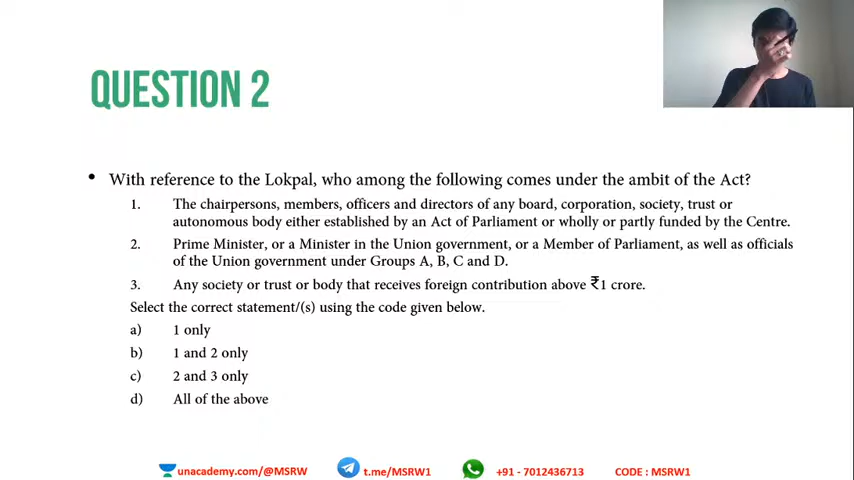 QUESTION 2
• With reference to the Lokpal, who among the following comes under the ambit of the Act?
1. The chairpersons, members, officers and directors of any board, corporation, society, trust or
autonomous body either established by an Act of Parliament or wholly or partly funded by the Centre.
2. Prime Minister, or a Minister in the Union government, or a Member of Parliament, as well as officials
of the Union government under Groups A, B, C and D.
3. Any society or trust or body that receives foreign contribution above ₹1 crore.
Select the correct statement/(s) using the code given below.
a) 1 only
b) 1 and 2 only
c) 2 and 3 only
d) All of the above
unacademy.com/@MSRW t.me/MSRW1 +91 - 7012436713 CODE : MSRW1